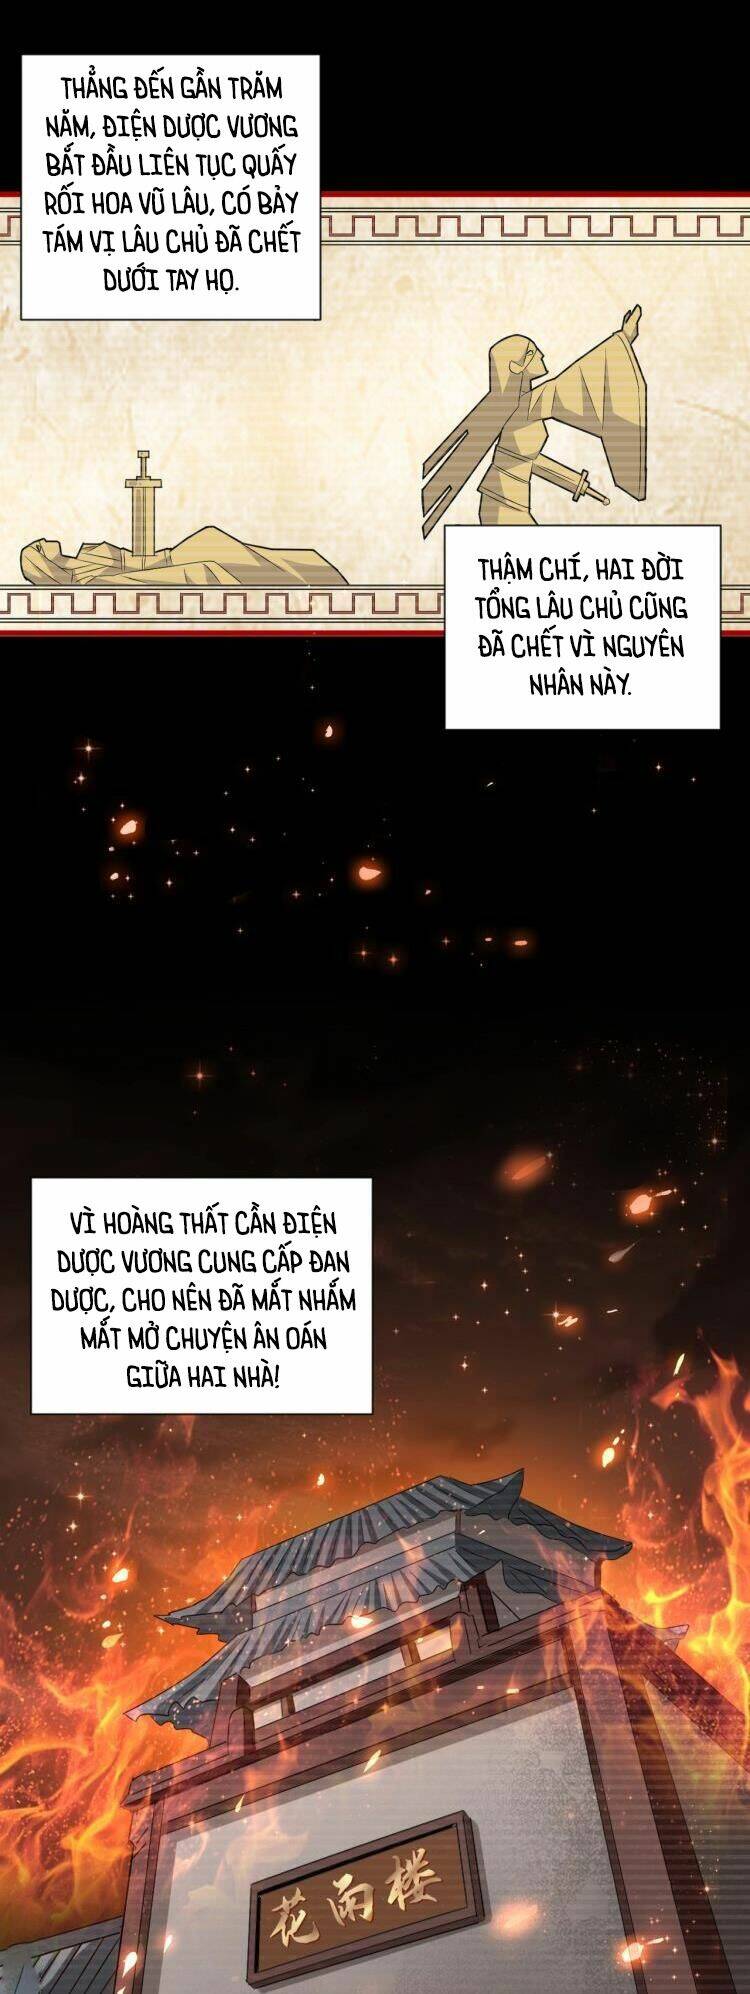 THẲNG ĐẾN GẦN TRĂM
NĂM, ĐIỆN DƯỢC VƯƠNG
BẮT ĐẦU LIÊN TỤC QUẤY
RỐI HOA VŨ LÂU, CÓ BẢY
TÁM VỊ LÂU CHỦ ĐÃ CHẾT
DƯỚI TAY HỌ.
THẬM CHÍ, HAI ĐỜI
TỔNG LÂU CHỦ CŨNG
ĐÃ CHẾT VÌ NGUYÊN
NHÂN NÀY.
VÌ HOÀNG THẤT CẦN ĐIỆN
DƯỢC VƯƠNG CUNG CẤP ĐAN
DƯỢC, CHO NÊN ĐÃ MẮT NHẮM
MẮT MỞ CHUYỆN ÂN OÁN
GIỮA HAI NHÀ!
花雨楼